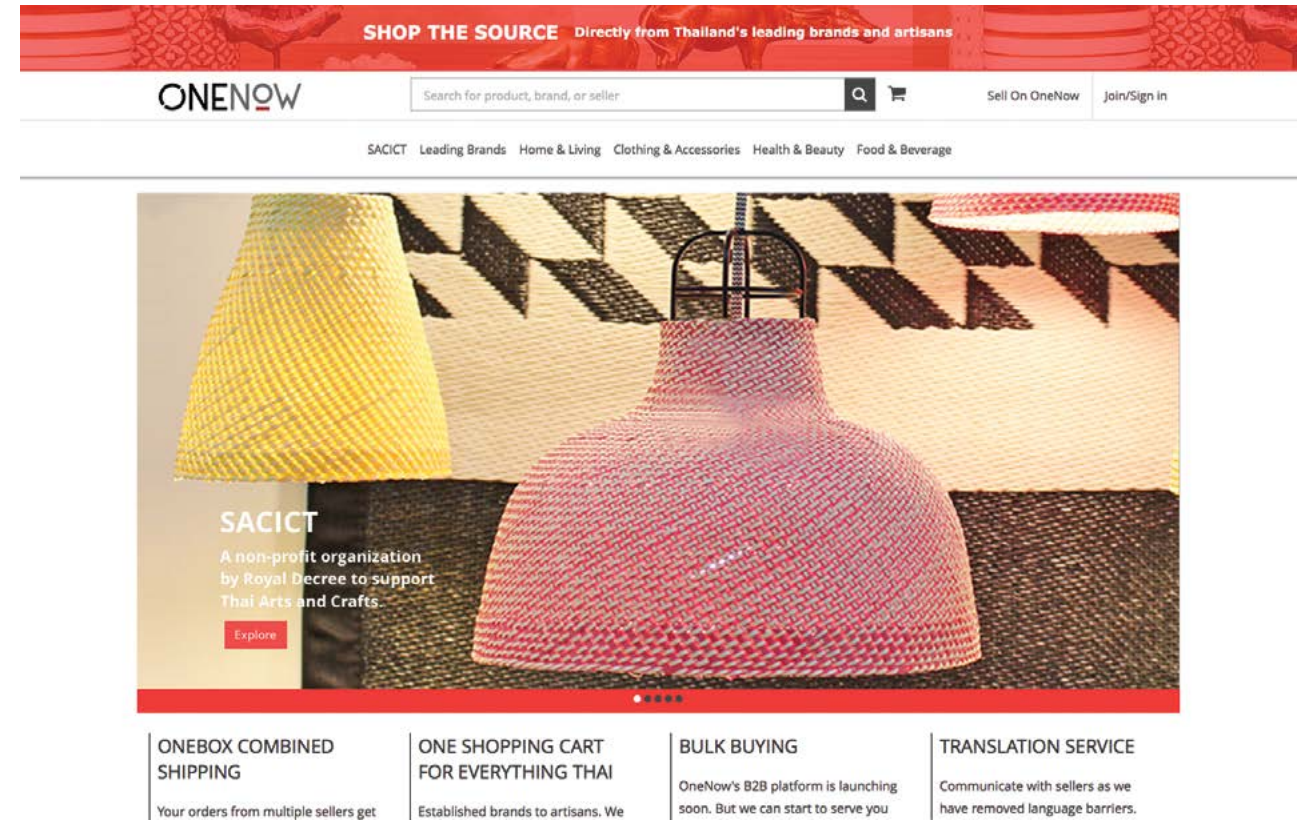 SHOP THE SOURCE Directly from Thailand's leading brands and artisans
ONENOW
Search for product, brand, or seller
Sell On OneNow
Join/Sign in
SACICT Leading Brands Home & Living Clothing & Accessories Health & Beauty Food & Beverage
SACICT
A non-profit organization
by Royal Decree to support
Thai Arts and Crafts.
Explore
ONEBOX COMBINED
SHIPPING
Your orders from multiple sellers get
ONE SHOPPING CART
FOR EVERYTHING THAI
Established brands to artisans. We
BULK BUYING
OneNow's B2B platform is launching
soon. But we can start to serve you
TRANSLATION SERVICE
Communicate with sellers as we
have removed language barriers.